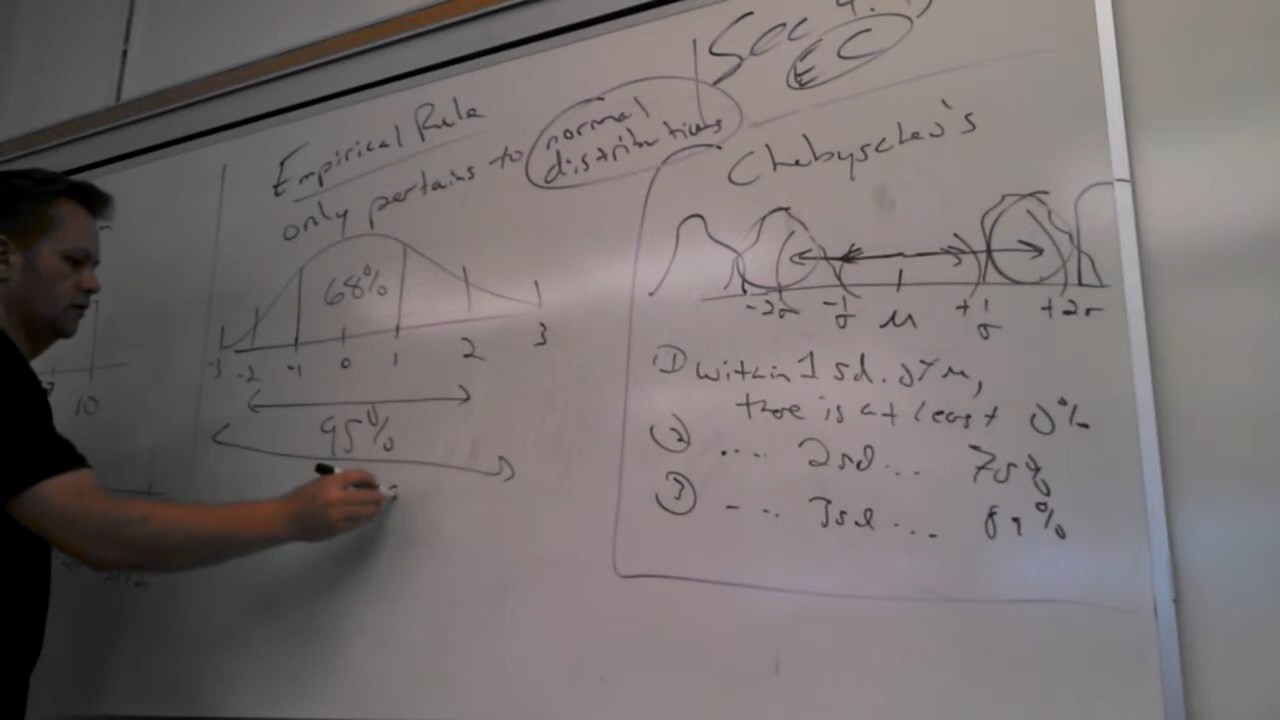 Sec 4.
EC
Empirical Rule
only pertains to normal
distributions
68%
-3 -2 -1 0 1 2 3
95%
10
Chebyschev's
-2σ -1σ μ +1σ +2σ
① within 1 sd. of μ,
there is at least 0%
② .... 2sd... 75%
③ - .. 3sd... 89%